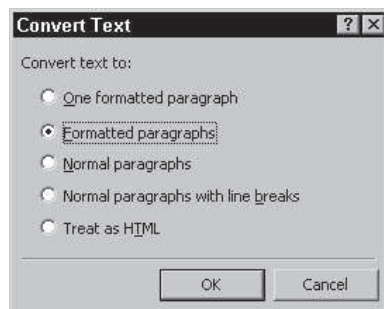 Convert Text
? ×
Convert text to:
One formatted paragraph
Formatted paragraphs
Normal paragraphs
Normal paragraphs with line breaks
Treat as HTML
OK Cancel